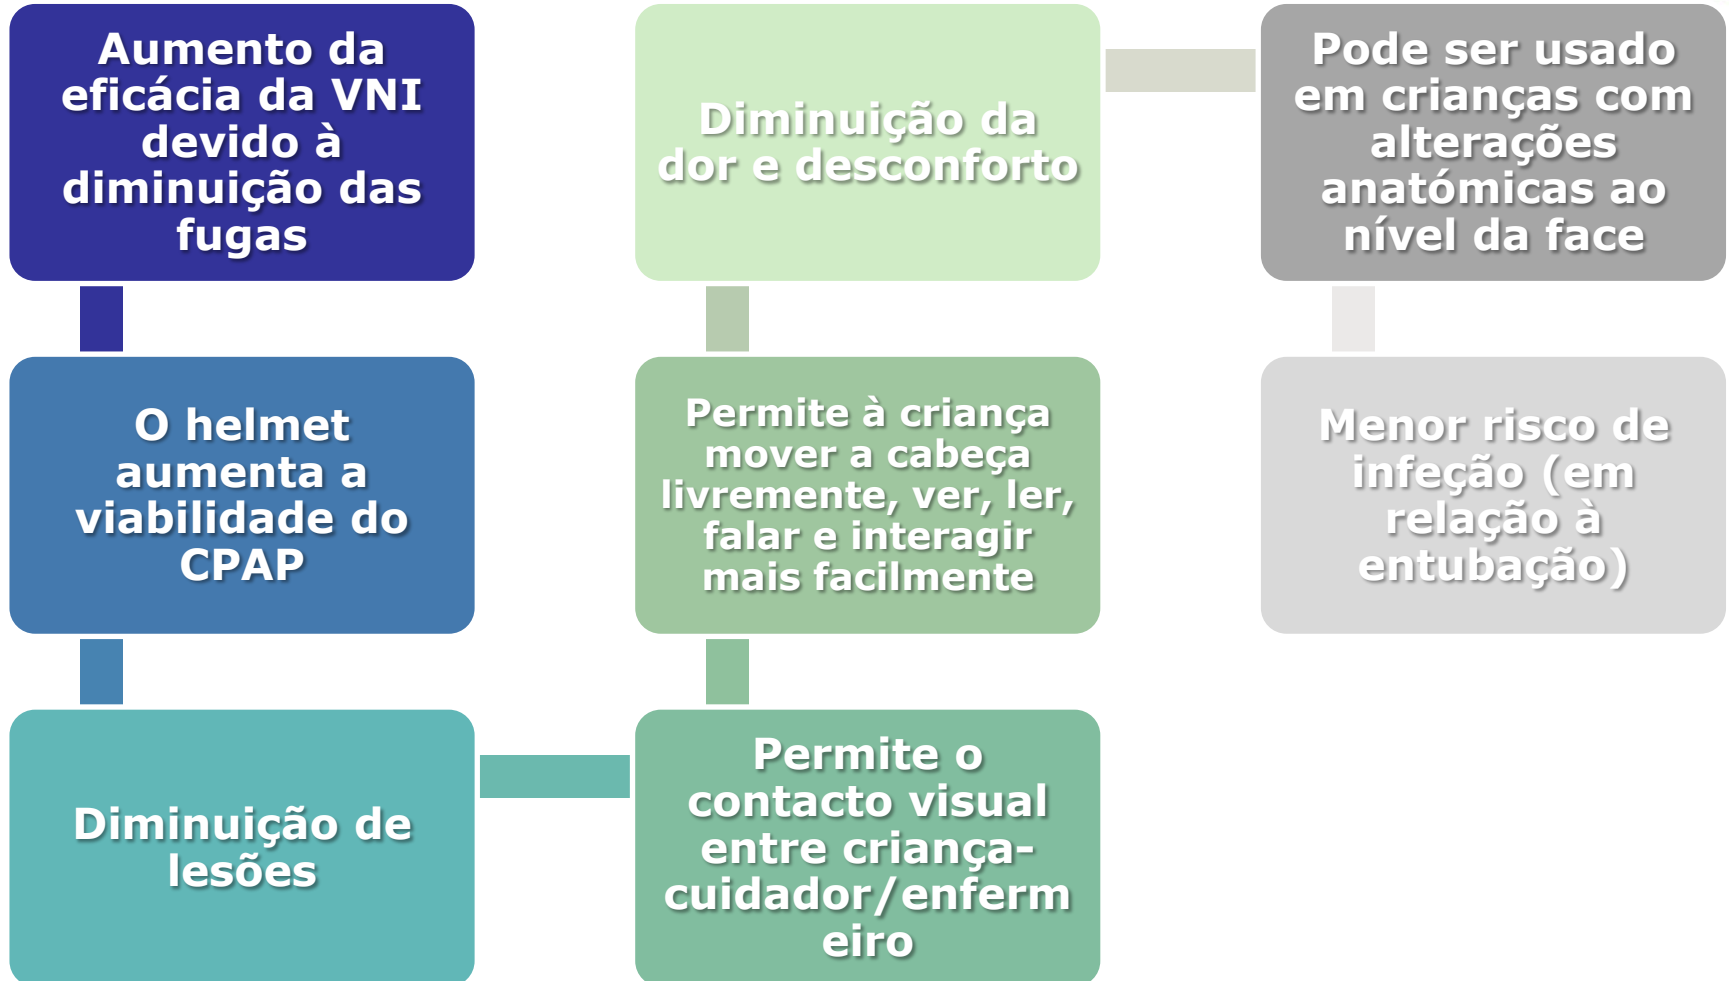 Aumento da
eficácia da VNI
devido à
diminuição das
fugas
O helmet
aumenta a
viabilidade do
CPAP
Diminuição de
lesões
Permite o
contacto visual
entre criança-
cuidador/enferm
eiro
Permite à criança
mover a cabeça
livremente, ver, ler,
falar e interagir
mais facilmente
Diminuição da
dor e desconforto
Pode ser usado
em crianças com
alterações
anatómicas ao
nível da face
Menor risco de
infeção (em
relação à
entubação)